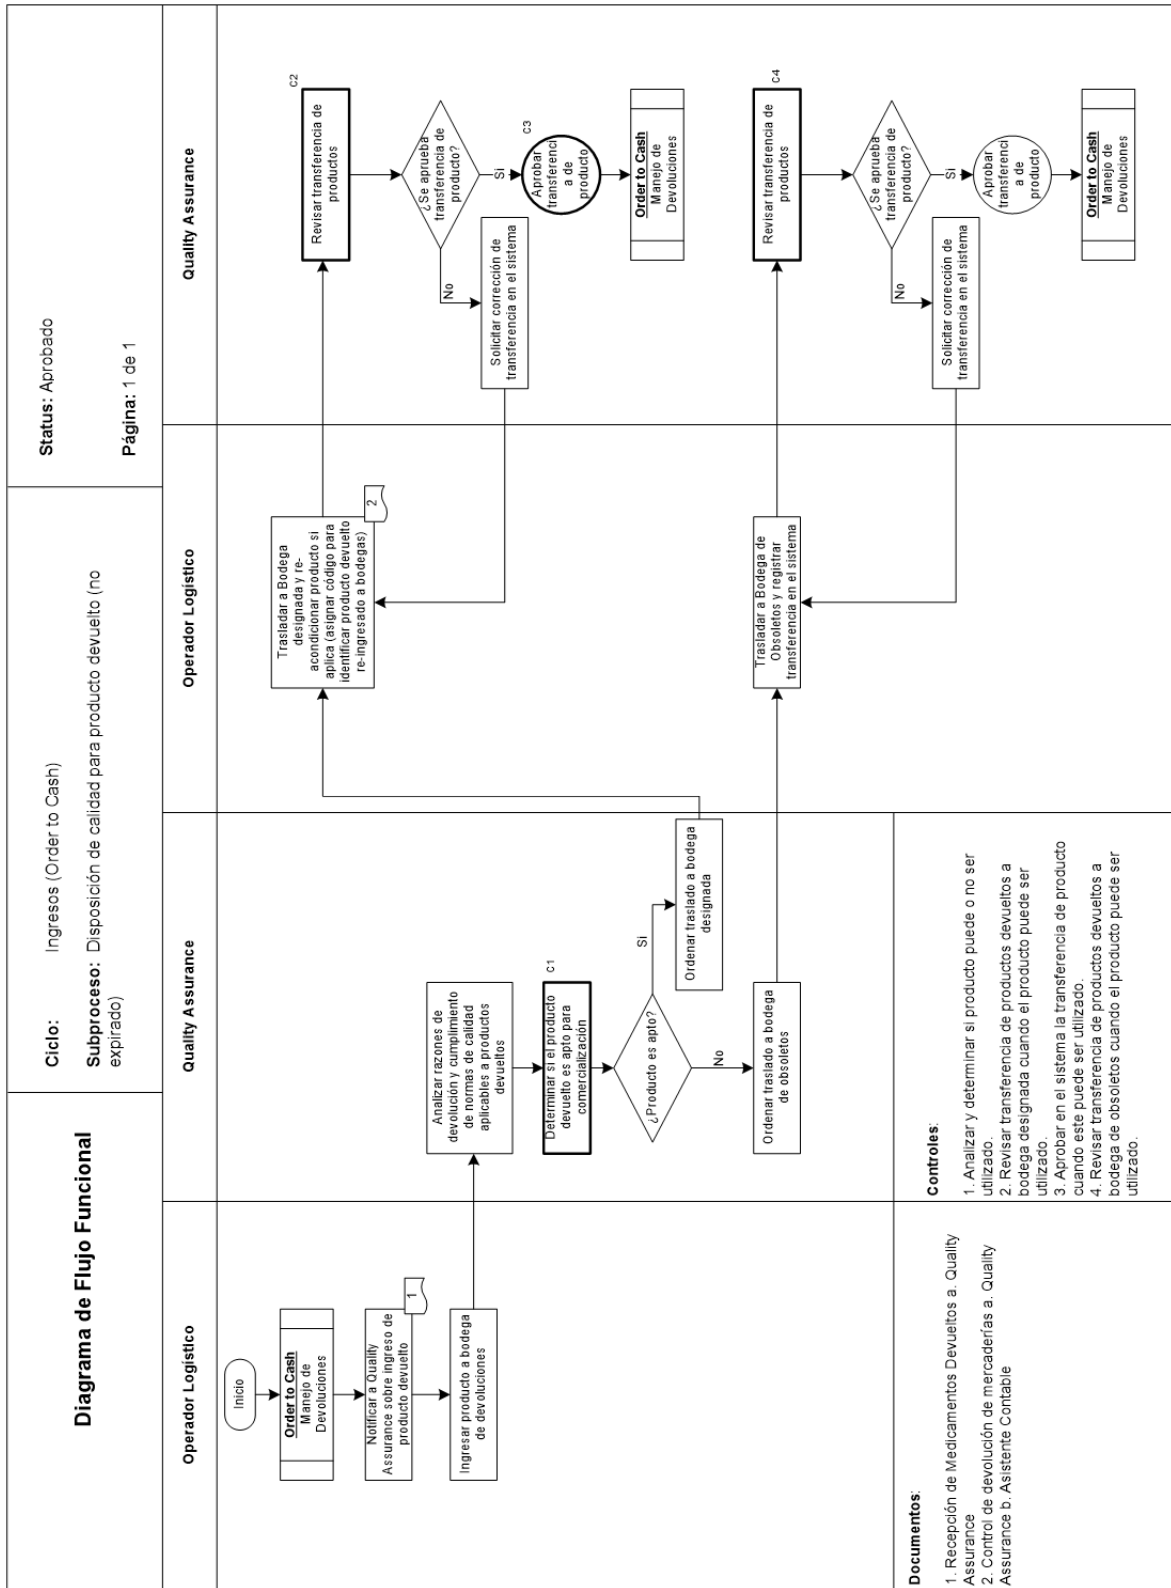 Diagrama de Flujo Funcional
Ciclo: Ingresos (Order to Cash)
Subproceso: Disposición de calidad para producto devuelto (no
expirado)
Status: Aprobado
Página: 1 de 1
Operador Logístico
Quality Assurance
Operador Logístico
Quality Assurance
Inicio
Order to Cash
Manejo de
Devoluciones
Notificar a Quality
Assurance sobre ingreso de
producto devuelto
1
Ingresar producto a bodega
de devoluciones
Analizar razones de
devolución y cumplimiento
de normas de calidad
aplicables a productos
devueltos
Determinar si el producto
devuelto es apto para
comercialización
C1
¿Producto es apto?
Si
No
Ordenar traslado a bodega
designada
Ordenar traslado a bodega
de obsoletos
Trasladar a Bodega
designada y re-
acondicionar producto si
aplica (asignar código para
identificar producto devuelto
re-ingresado a bodegas)
2
Trasladar a Bodega de
Obsoletos y registrar
transferencia en el sistema
C2
Revisar transferencia de
productos
¿Se aprueba
transferencia de
producto?
No
Si
Solicitar corrección de
transferencia en el sistema
C3
Aprobar
transferenci
a de
producto
Order to Cash
Manejo de
Devoluciones
C4
Revisar transferencia de
productos
¿Se aprueba
transferencia de
producto?
No
Si
Solicitar corrección de
transferencia en el sistema
Aprobar
transferenci
a de
producto
Order to Cash
Manejo de
Devoluciones
Documentos:
1. Recepción de Medicamentos Devueltos a. Quality
Assurance
2. Control de devolución de mercaderías a. Quality
Assurance b. Asistente Contable
Controles:
1. Analizar y determinar si producto puede o no ser
utilizado.
2. Revisar transferencia de productos devueltos a
bodega designada cuando el producto puede ser
utilizado.
3. Aprobar en el sistema la transferencia de producto
cuando este puede ser utilizado.
4. Revisar transferencia de productos devueltos a
bodega de obsoletos cuando el producto puede ser
utilizado.